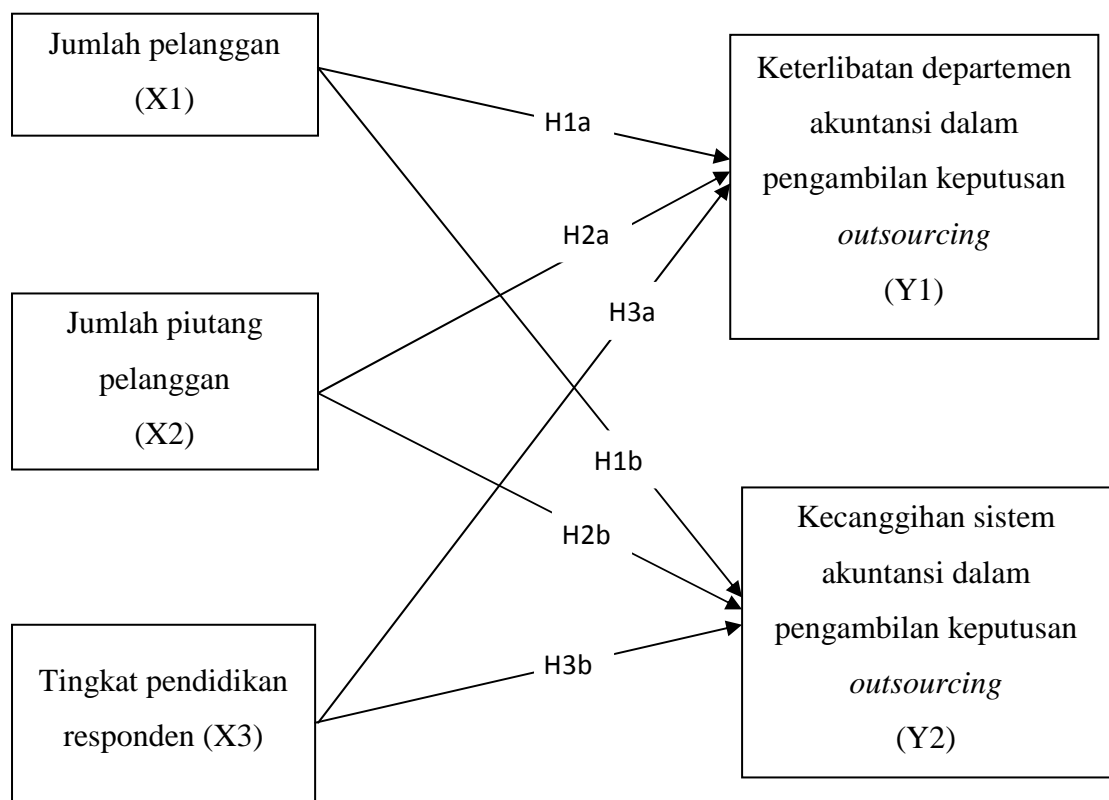 Jumlah pelanggan
(X1)
Jumlah piutang
pelanggan
(X2)
Tingkat pendidikan
responden (X3)
H1a
H2a
H3a
H1b
H2b
H3b
Keterlibatan departemen
akuntansi dalam
pengambilan keputusan
outsourcing
(Y1)
Kecanggihan sistem
akuntansi dalam
pengambilan keputusan
outsourcing
(Y2)